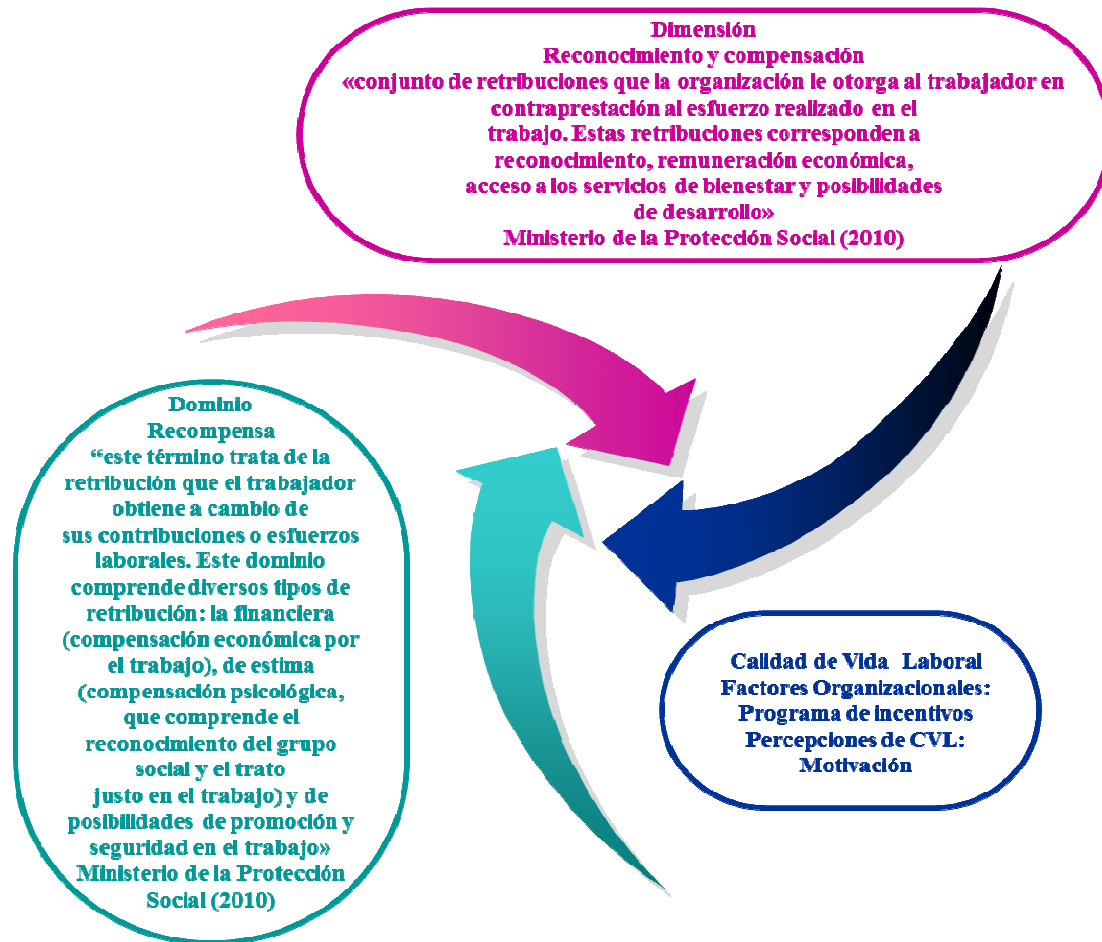 Dimensión
Reconocimiento y compensación
«conjunto de retribuciones que la organización le otorga al trabajador en
contraprestación al esfuerzo realizado en el
trabajo. Estas retribuciones corresponden a
reconocimiento, remuneración económica,
acceso a los servicios de bienestar y posibilidades
de desarrollo»
Ministerio de la Protección Social (2010)
Dominio
Recompensa
“este término trata de la
retribución que el trabajador
obtiene a cambio de
sus contribuciones o esfuerzos
laborales. Este dominio
comprende diversos tipos de
retribución: la financiera
(compensación económica por
el trabajo), de estima
(compensación psicológica,
que comprende el
reconocimiento del grupo
social y el trato
justo en el trabajo) y de
posibilidades de promoción y
seguridad en el trabajo»
Ministerio de la Protección
Social (2010)
Calidad de Vida Laboral
Factores Organizacionales:
Programa de incentivos
Percepciones de CVL:
Motivación